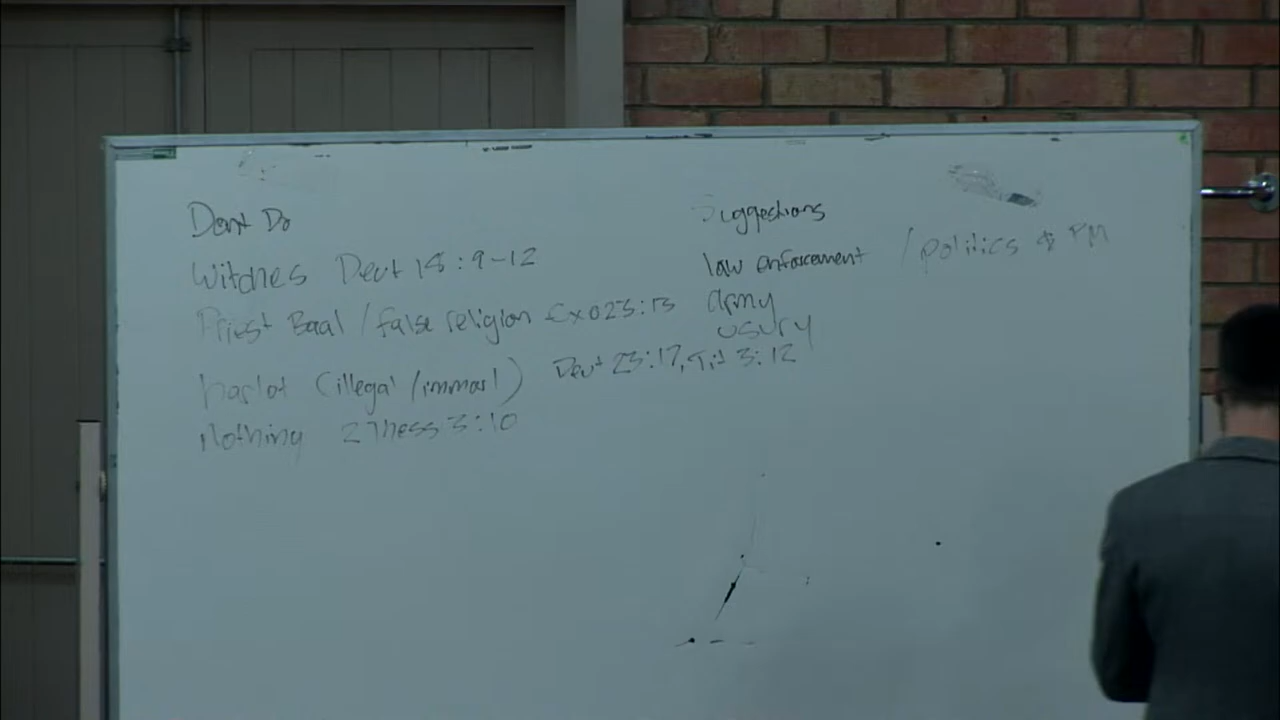 Dont Do
Witches Deut 18:9-12
Priest Baal / false religion Exo 23:13
harlot (illegal / immoral) Deut 23:17, Tit 3:12
Nothing 2 Thess 3:10
Suggestions
law enforcement / politics & PM
army
usury